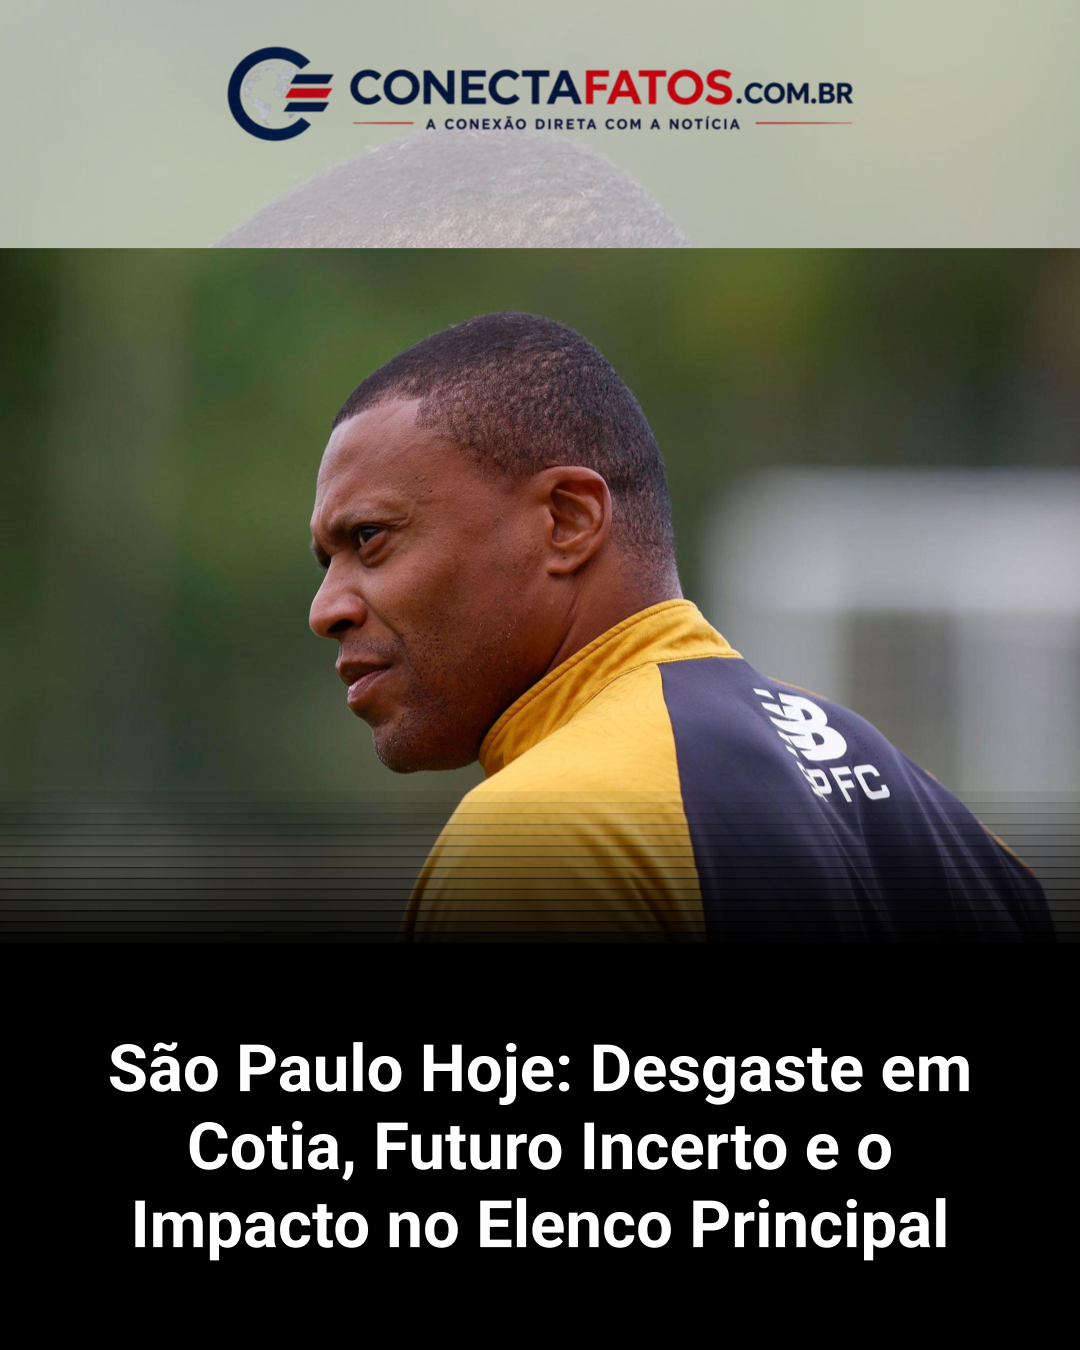 CONECTAFATOS.COM.BR
A CONEXÃO DIRETA COM A NOTÍCIA
SPFC
São Paulo Hoje: Desgaste em
Cotia, Futuro Incerto e o
Impacto no Elenco Principal